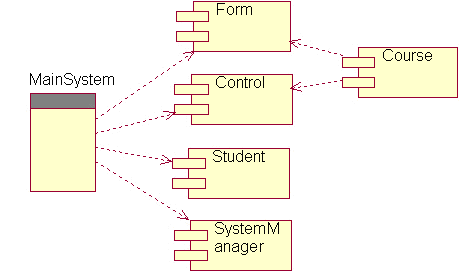 Form
Course
MainSystem
Control
Student
SystemM
anager